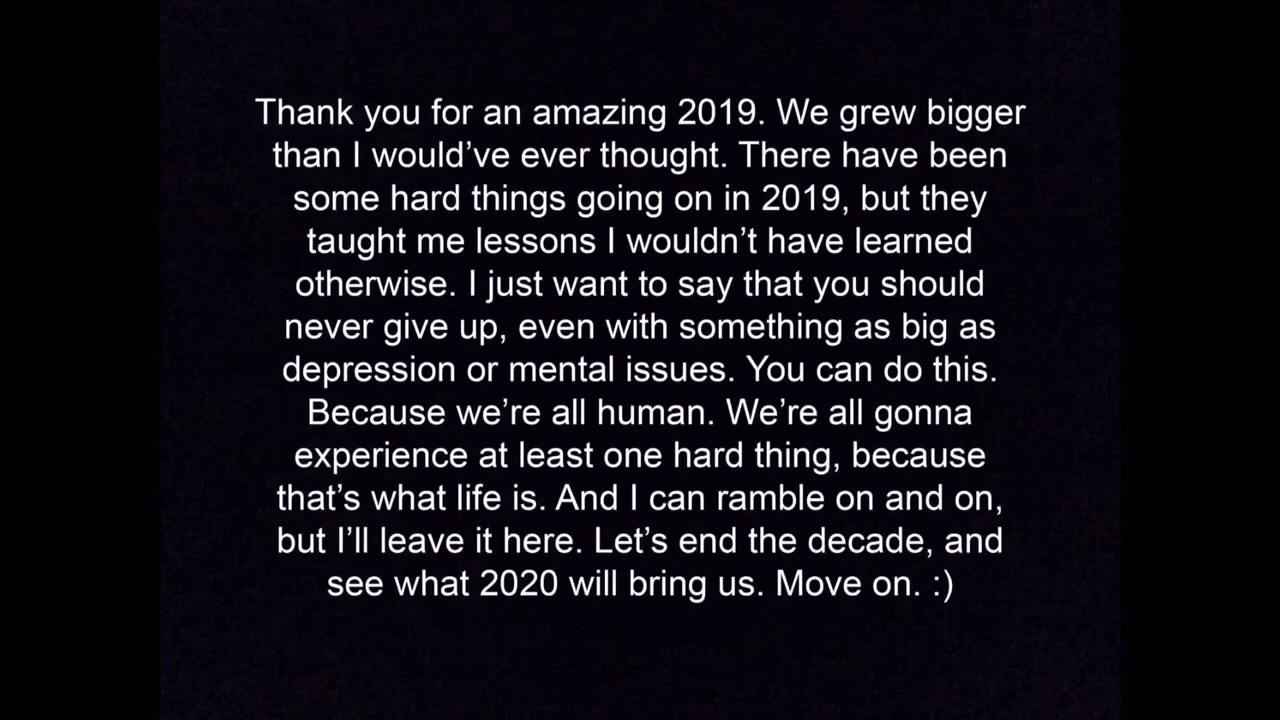 Thank you for an amazing 2019. We grew bigger
than I would’ve ever thought. There have been
some hard things going on in 2019, but they
taught me lessons I wouldn’t have learned
otherwise. I just want to say that you should
never give up, even with something as big as
depression or mental issues. You can do this.
Because we’re all human. We’re all gonna
experience at least one hard thing, because
that’s what life is. And I can ramble on and on,
but I’ll leave it here. Let’s end the decade, and
see what 2020 will bring us. Move on. :)